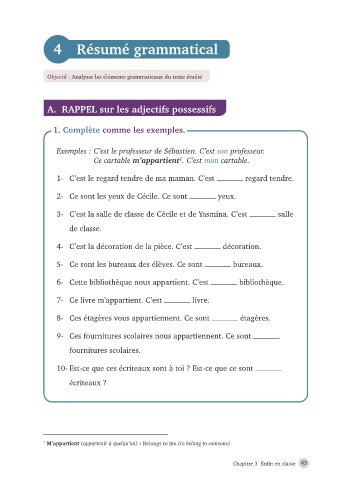 4 Résumé grammatical
Objectif : Analyser les éléments grammaticaux du texte étudié
A. RAPPEL sur les adjectifs possessifs
1. Complète comme les exemples.
Exemples : C'est le professeur de Sébastien. C'est son professeur.
Ce cartable m'appartient¹. C'est mon cartable.
1- C'est le regard tendre de ma maman. C'est ______ regard tendre.
2- Ce sont les yeux de Cécile. Ce sont ______ yeux.
3- C'est la salle de classe de Cécile et de Yasmina. C'est ______ salle
de classe.
4- C'est la décoration de la pièce. C'est ______ décoration.
5- Ce sont les bureaux des élèves. Ce sont ______ bureaux.
6- Cette bibliothèque nous appartient. C'est ______ bibliothèque.
7- Ce livre m'appartient. C'est ______ livre.
8- Ces étagères vous appartiennent. Ce sont ______ étagères.
9- Ces fournitures scolaires nous appartiennent. Ce sont ______
fournitures scolaires.
10- Est-ce que ces écriteaux sont à toi ? Est-ce que ce sont ______
écriteaux ?
¹ M'appartient (appartenir à quelqu'un) : Belongs to me (to belong to someone)
Chapitre 3 Enfin en classe 43